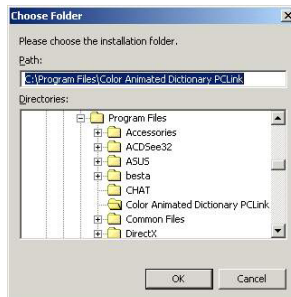 Choose Folder
Please choose the installation folder.
Path:
C:\Program Files\Color Animated Dictionary PCLink
Directories:
Program Files
Accessories
ACDSee32
ASUS
besta
CHAT
Color Animated Dictionary PCLink
Common Files
DirectX
OK Cancel